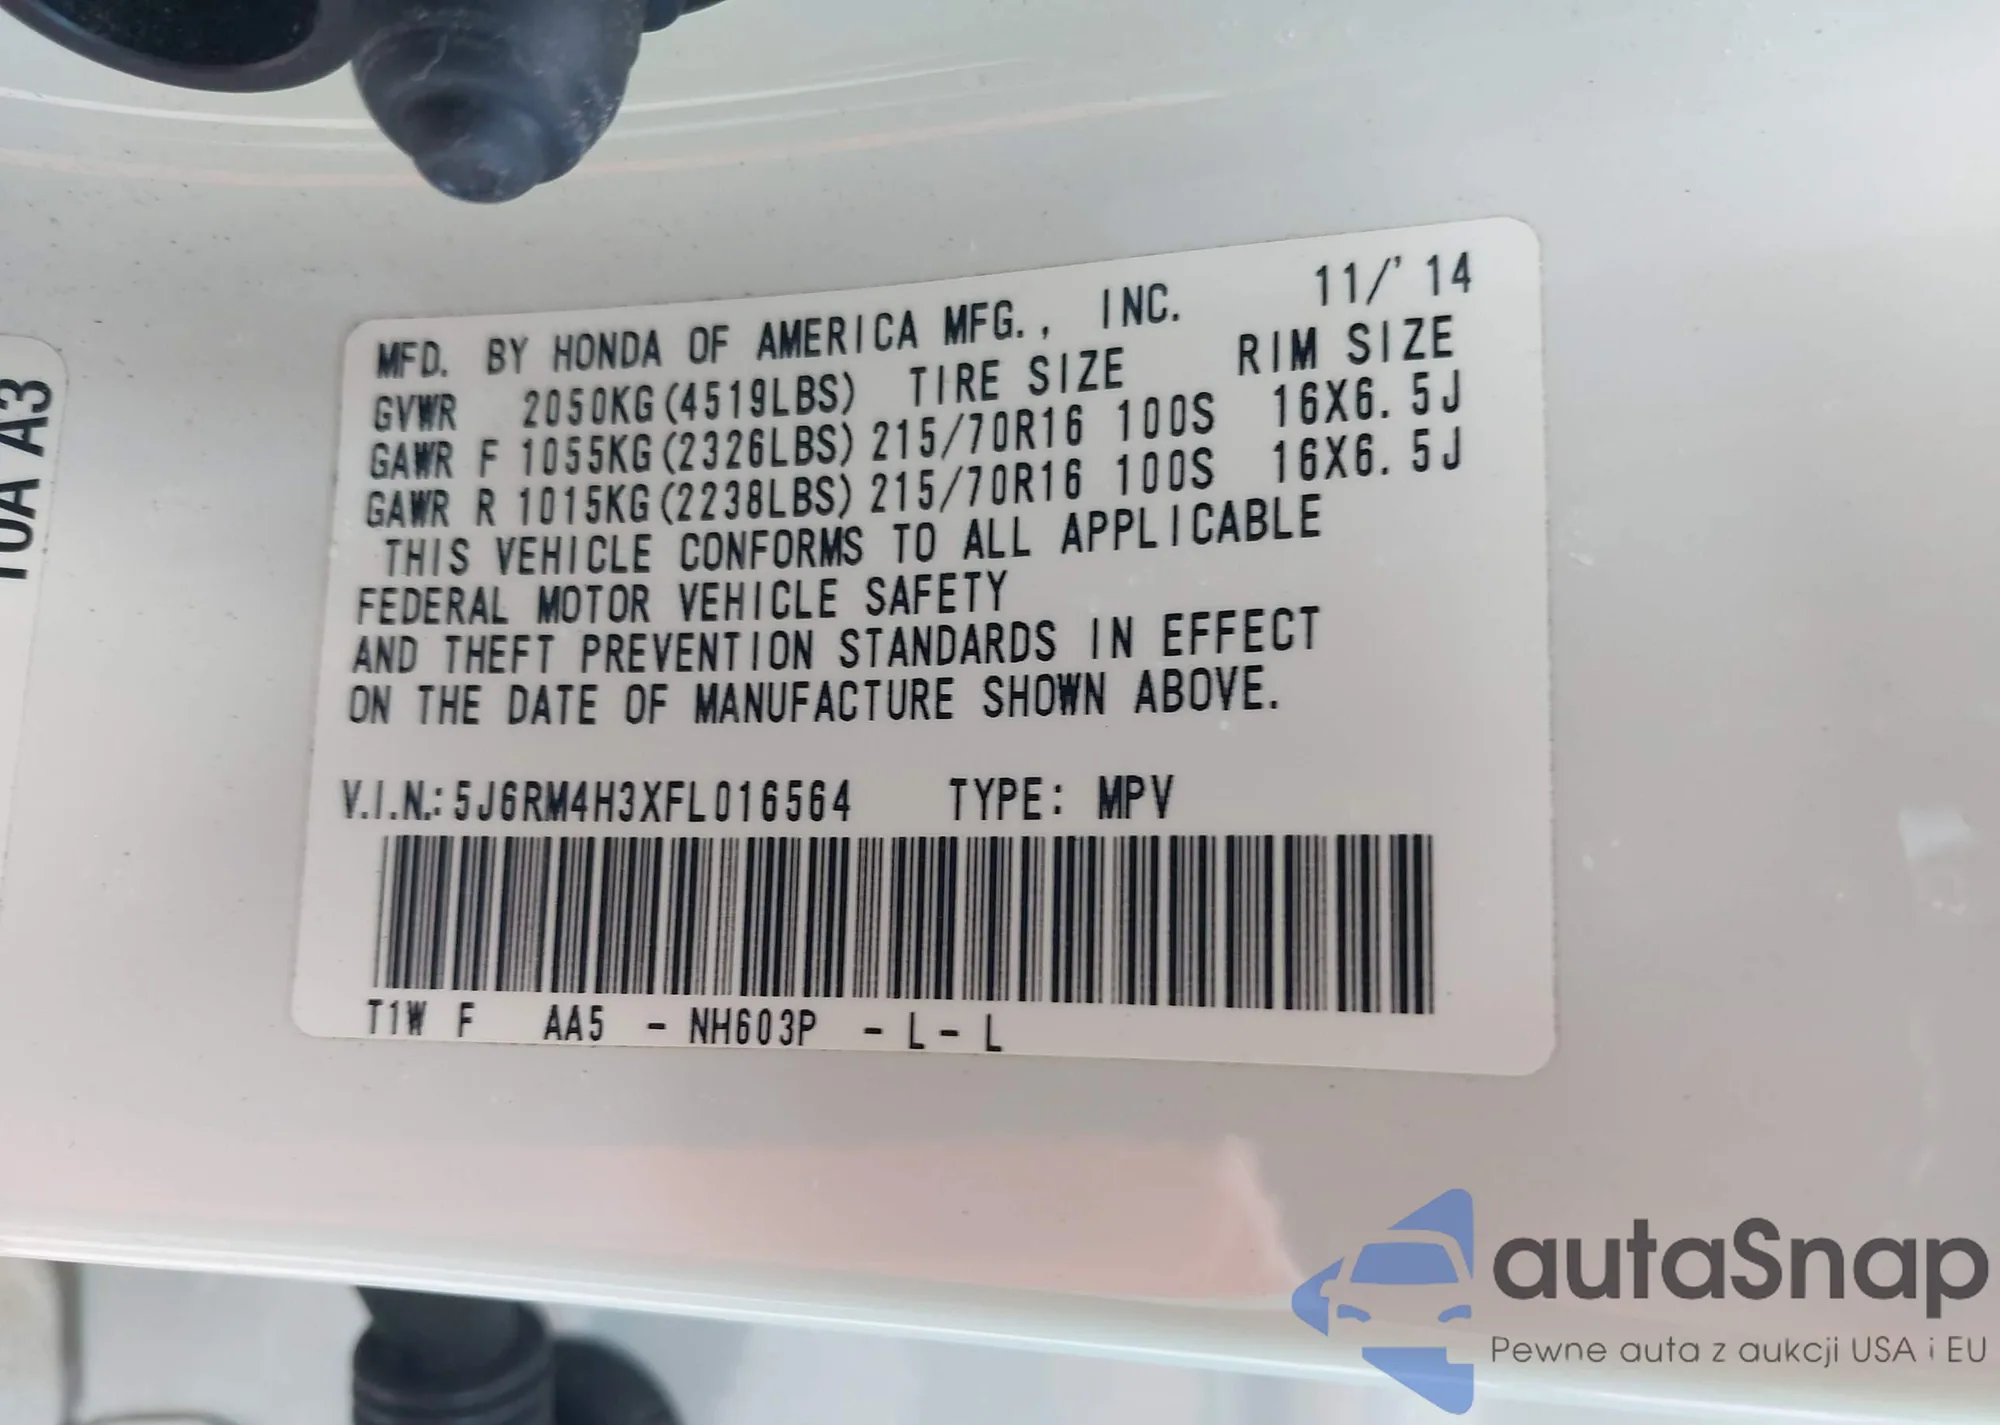 MFD. BY HONDA OF AMERICA MFG., INC. 11/'14
GVWR 2050KG(4519LBS) TIRE SIZE RIM SIZE
GAWR F 1055KG(2326LBS) 215/70R16 100S 16X6.5J
GAWR R 1015KG(2238LBS) 215/70R16 100S 16X6.5J
THIS VEHICLE CONFORMS TO ALL APPLICABLE
FEDERAL MOTOR VEHICLE SAFETY
AND THEFT PREVENTION STANDARDS IN EFFECT
ON THE DATE OF MANUFACTURE SHOWN ABOVE.
V.I.N.: 5J6RM4H3XFL016564 TYPE: MPV
T1W F AA5 - NH603P - L - L
A3
autaSnap
Pewne auta z aukcji USA i EU